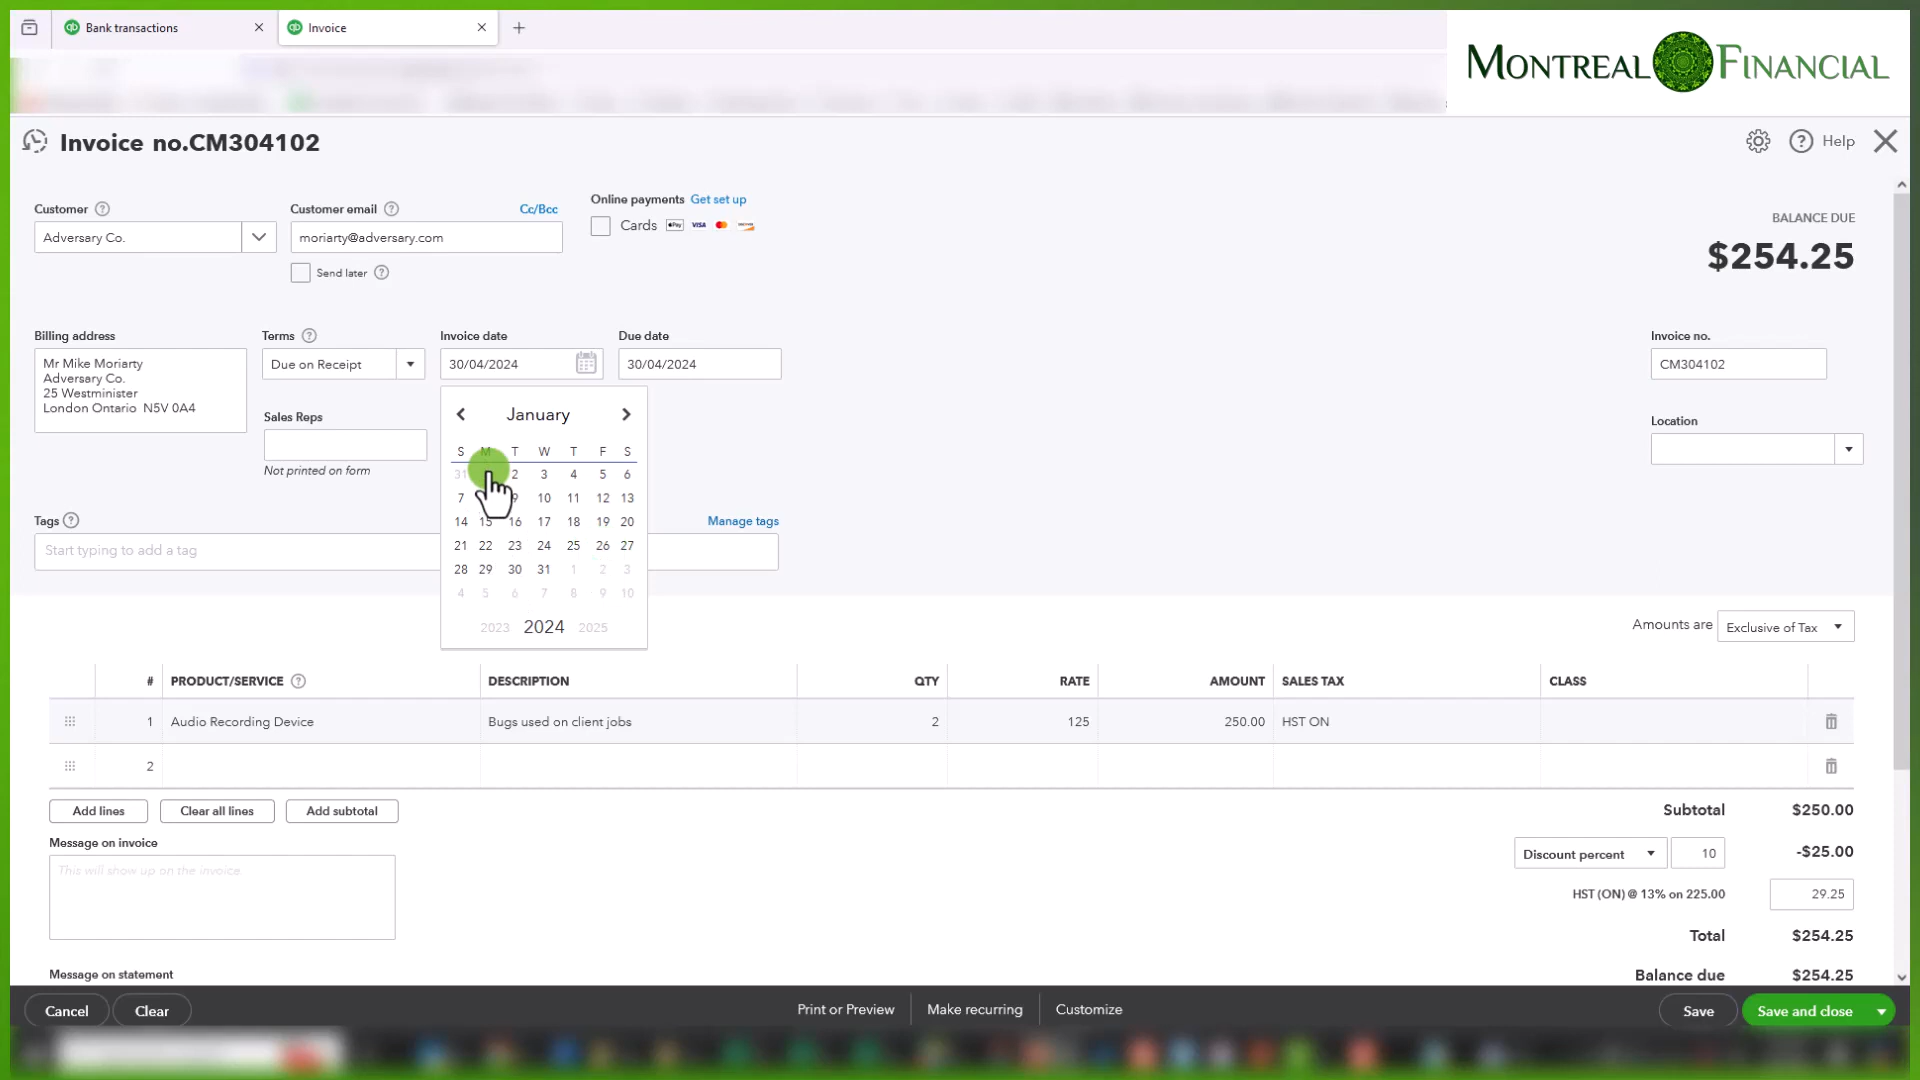 Bank transactions
Invoice
MONTREAL FINANCIAL
Invoice no.CM304102
Help
Customer
Customer email
Cc/Bcc
Online payments Get set up
Adversary Co.
moriarty@adversary.com
Cards
Pay VISA
Send later
BALANCE DUE
$254.25
Billing address
Terms
Invoice date
Due date
Invoice no.
Mr Mike Moriarty
Adversary Co.
25 Westminister
London Ontario N5V 0A4
Due on Receipt
30/04/2024
30/04/2024
CM304102
Sales Reps
Not printed on form
Location
January
S M T W T F S
31 2 3 4 5 6
7 9 10 11 12 13
14 15 16 17 18 19 20
21 22 23 24 25 26 27
28 29 30 31 1 2 3
4 5 6 7 8 9 10
2023 2024 2025
Tags
Manage tags
Start typing to add a tag
Amounts are Exclusive of Tax
# PRODUCT/SERVICE DESCRIPTION QTY RATE AMOUNT SALES TAX CLASS
1 Audio Recording Device Bugs used on client jobs 2 125 250.00 HST ON
2
Add lines
Clear all lines
Add subtotal
Subtotal $250.00
Message on invoice
This will show up on the invoice.
Discount percent 10 -$25.00
HST (ON) @ 13% on 225.00 29.25
Total $254.25
Message on statement
Balance due $254.25
Cancel
Clear
Print or Preview
Make recurring
Customize
Save
Save and close